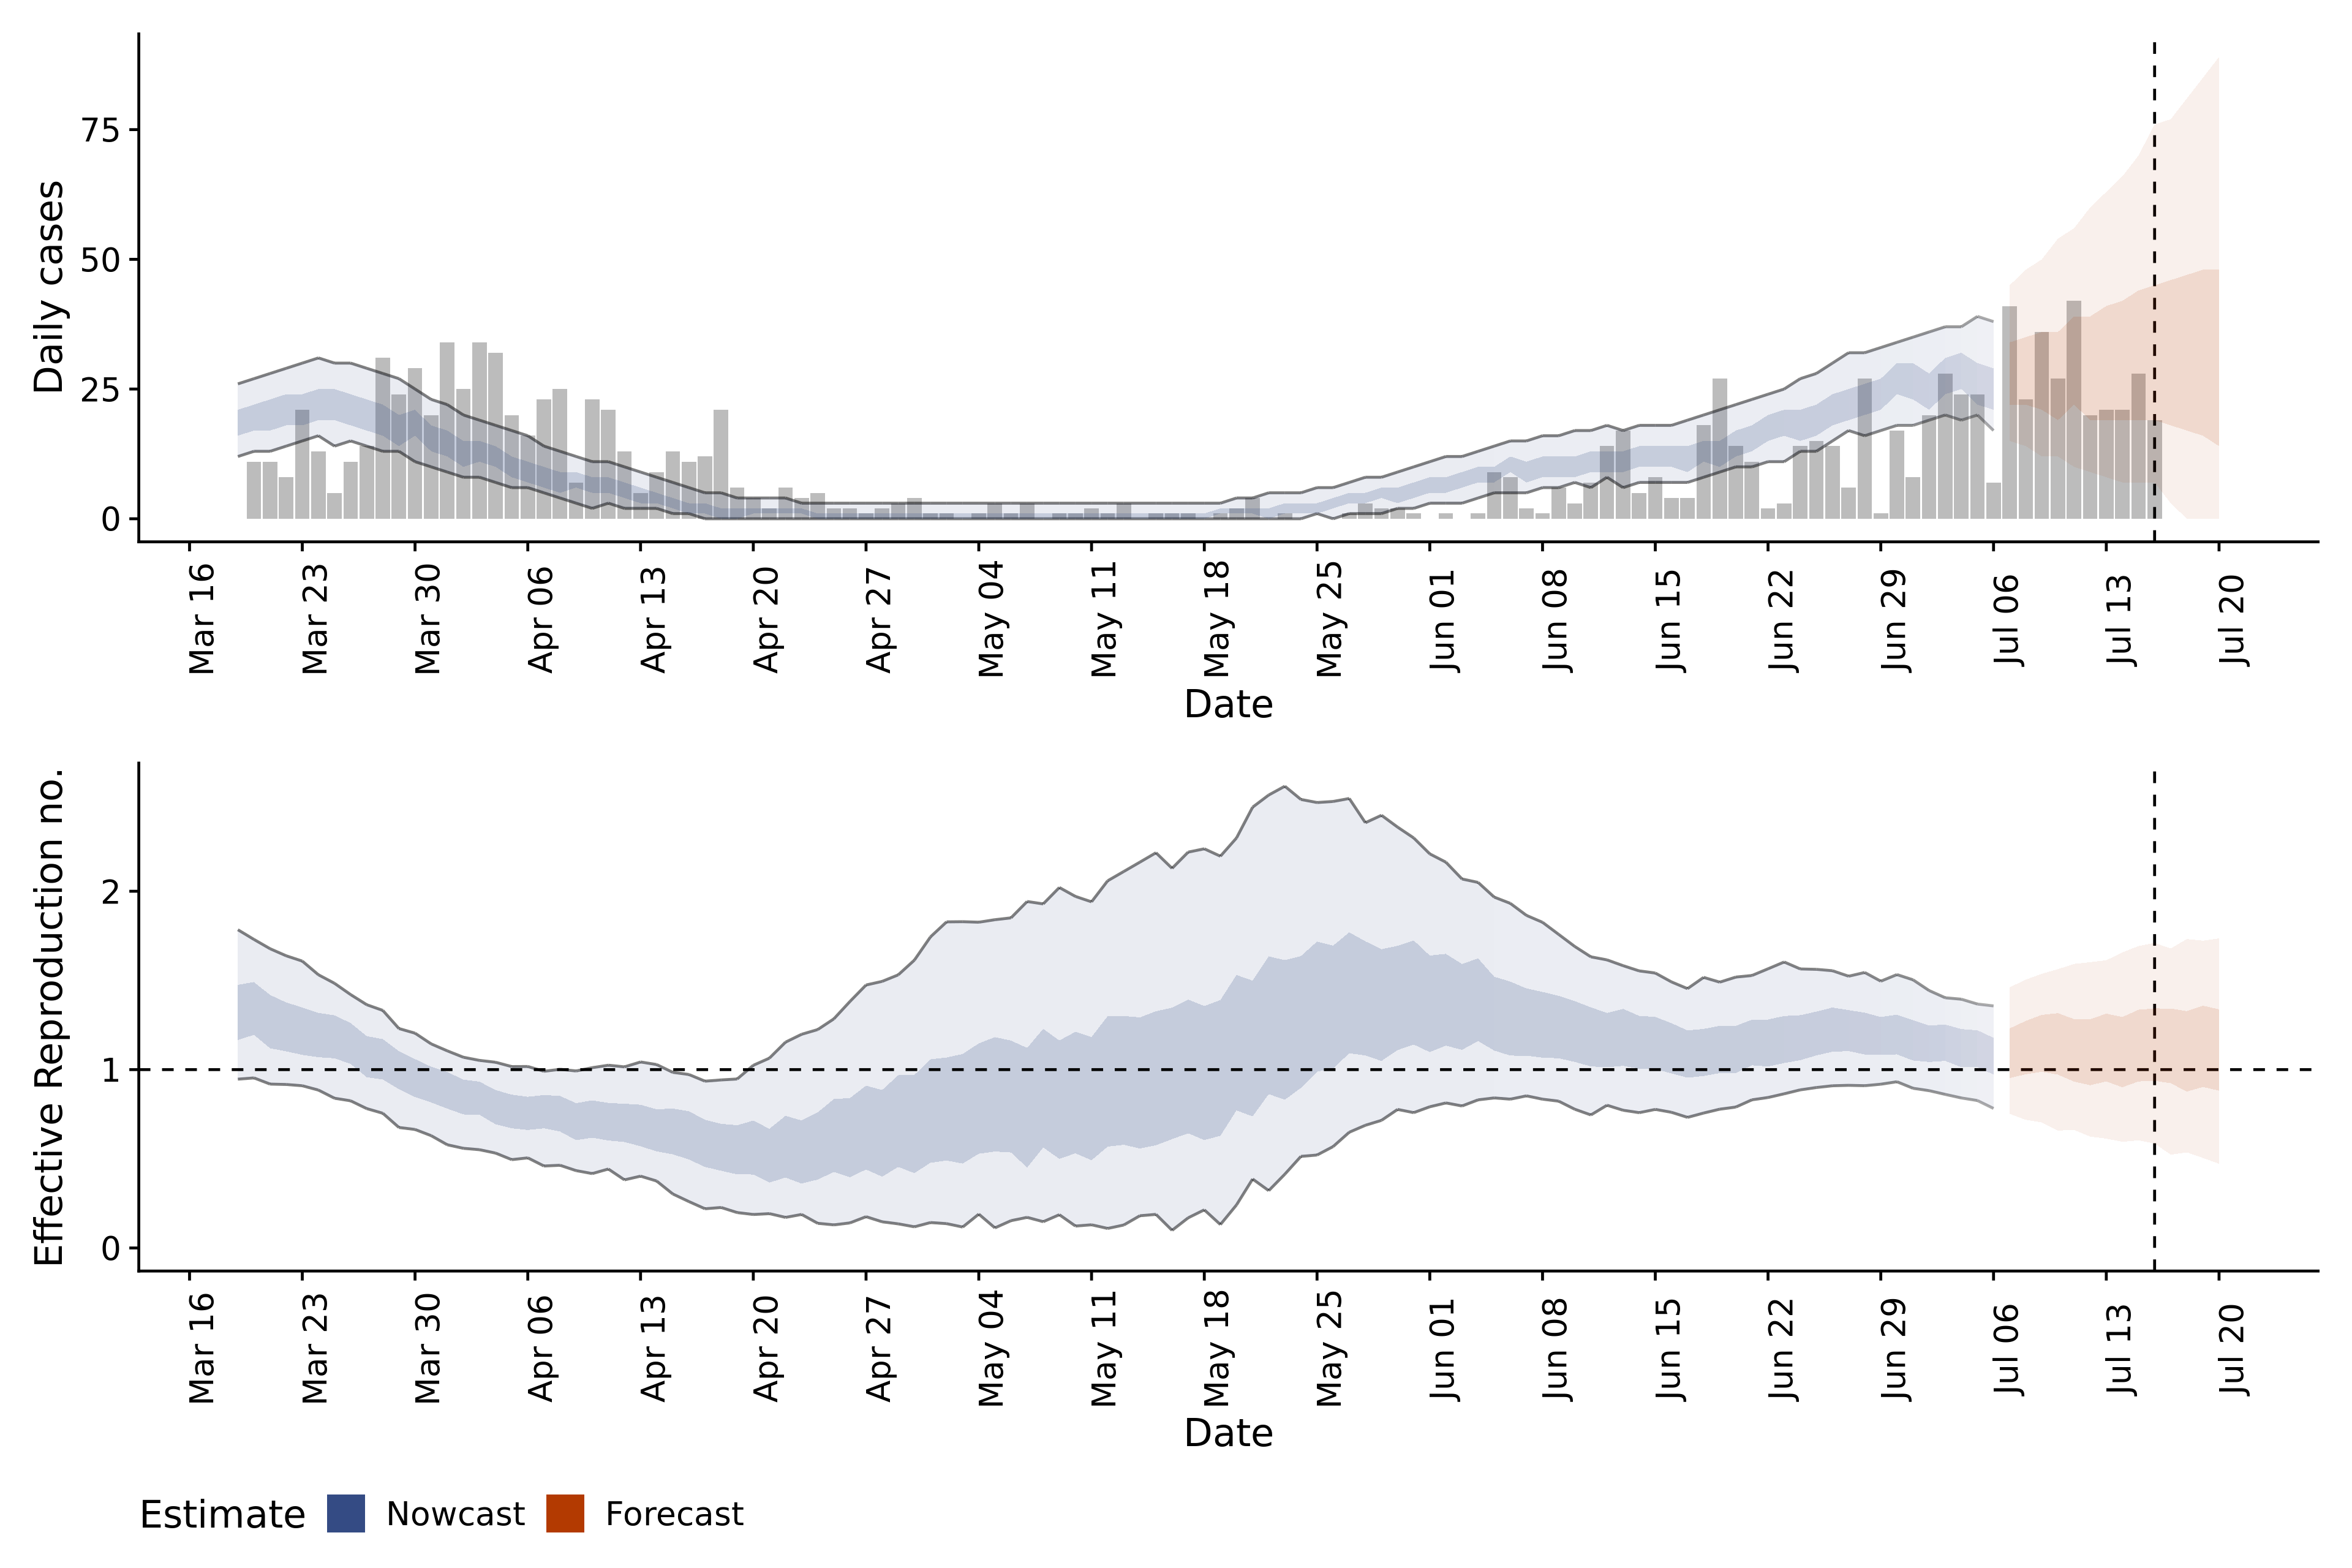 Daily cases
75
50
25
0
Mar 16
Mar 23
Mar 30
Apr 06
Apr 13
Apr 20
Apr 27
May 04
May 11
May 18
May 25
Jun 01
Jun 08
Jun 15
Jun 22
Jun 29
Jul 06
Jul 13
Jul 20
Date
Effective Reproduction no.
2
1
0
Mar 16
Mar 23
Mar 30
Apr 06
Apr 13
Apr 20
Apr 27
May 04
May 11
May 18
May 25
Jun 01
Jun 08
Jun 15
Jun 22
Jun 29
Jul 06
Jul 13
Jul 20
Date
Estimate Nowcast Forecast